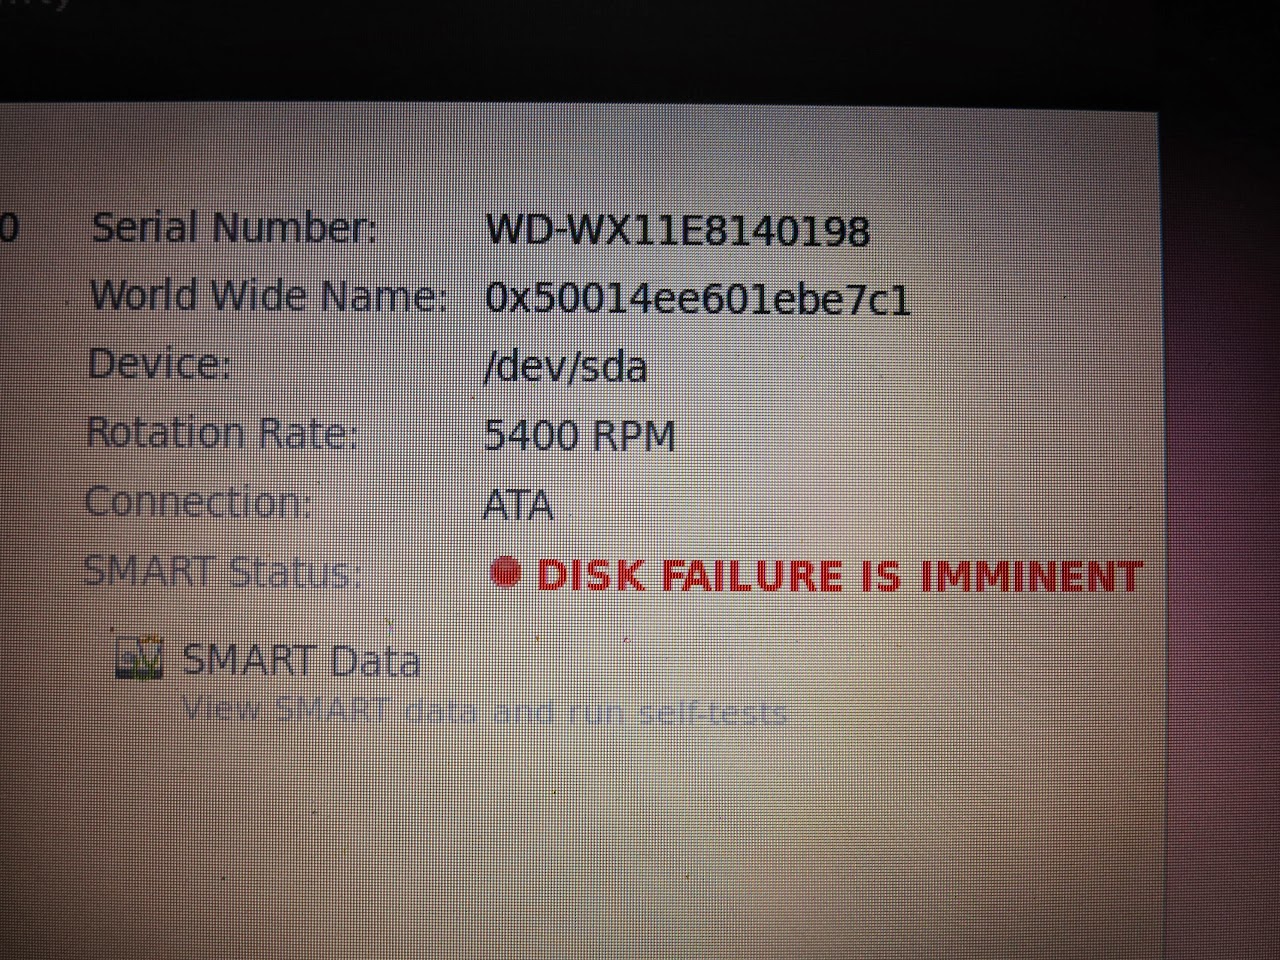 0 Serial Number: WD-WX11E8140198
World Wide Name: 0x50014ee601ebe7c1
Device: /dev/sda
Rotation Rate: 5400 RPM
Connection: ATA
SMART Status: DISK FAILURE IS IMMINENT
SMART Data
View SMART data and run self-tests